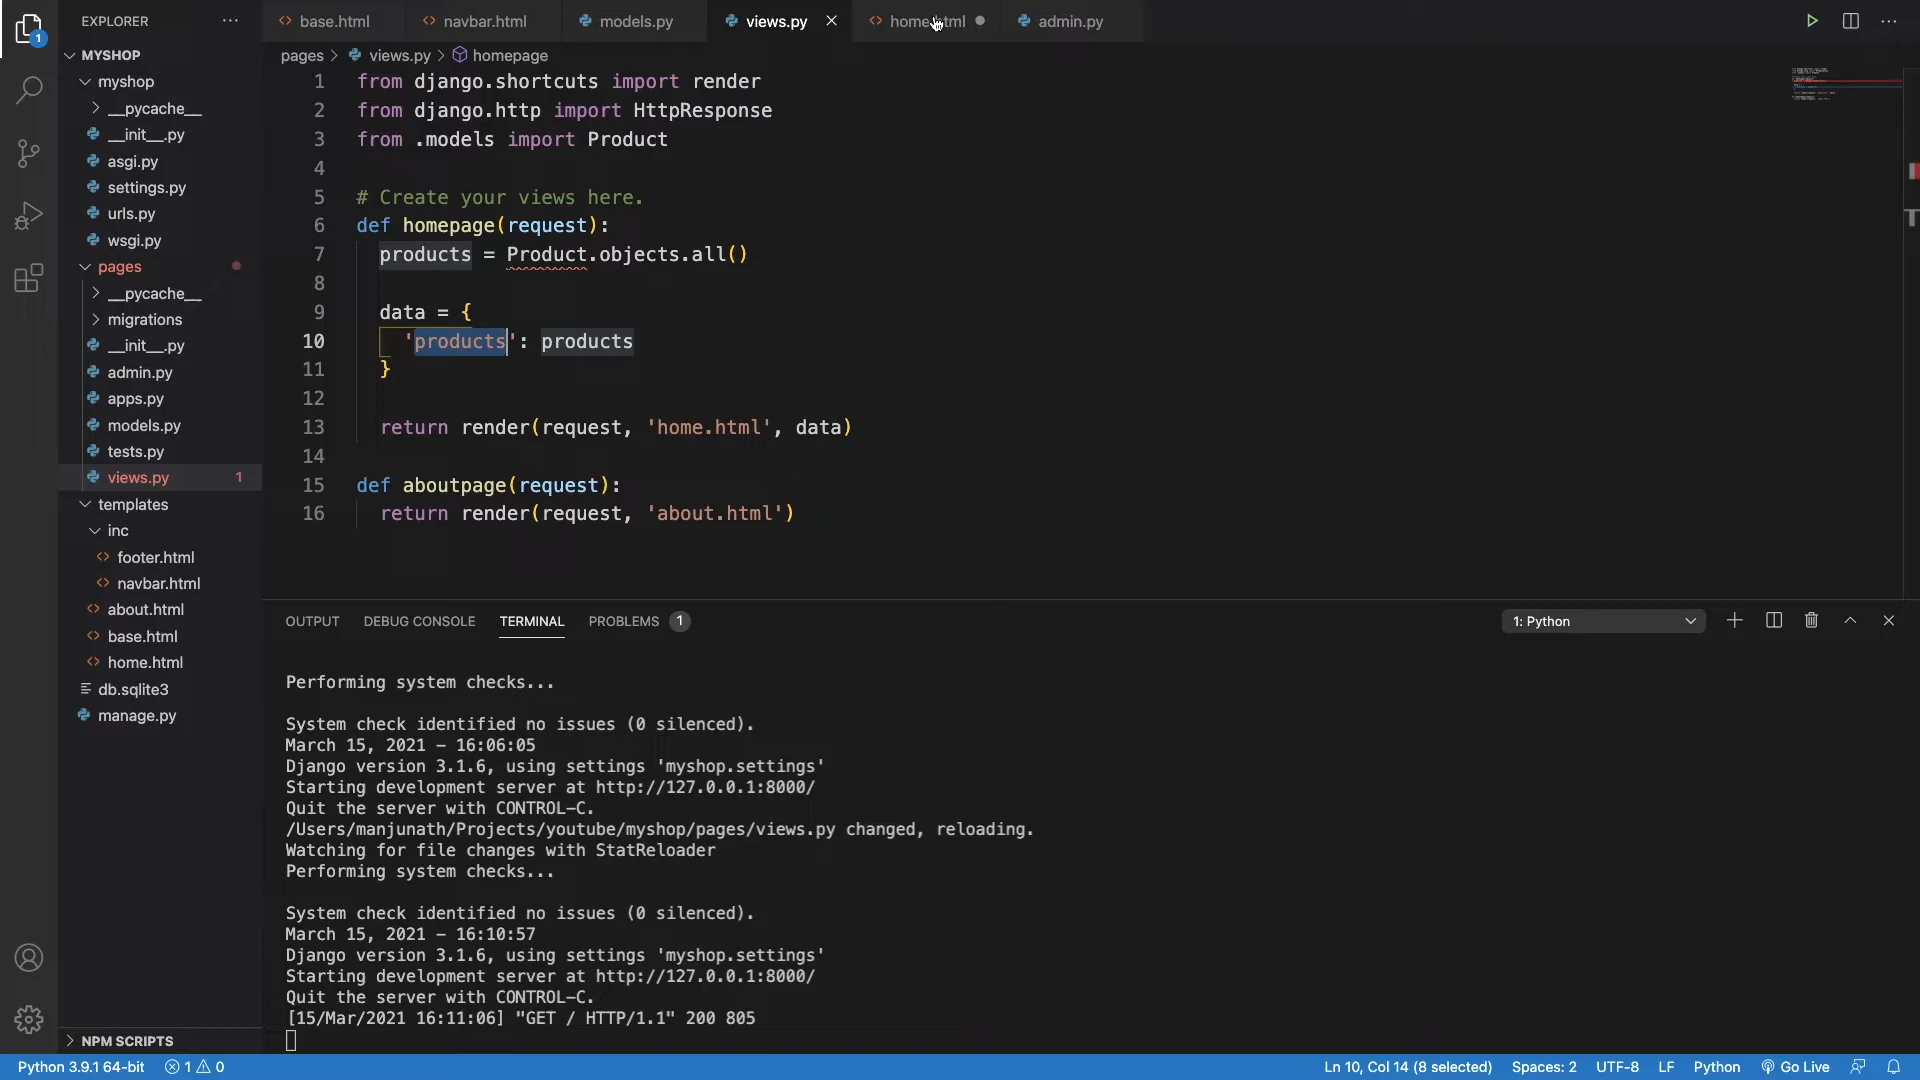 EXPLORER
base.html
navbar.html
models.py
views.py
home.html
admin.py
MYSHOP
pages > views.py > homepage
myshop
__pycache__
__init__.py
asgi.py
settings.py
urls.py
wsgi.py
pages
__pycache__
migrations
__init__.py
admin.py
apps.py
models.py
tests.py
views.py 1
templates
inc
footer.html
navbar.html
about.html
base.html
home.html
db.sqlite3
manage.py
NPM SCRIPTS
1
1 from django.shortcuts import render
2 from django.http import HttpResponse
3 from .models import Product
4
5 # Create your views here.
6 def homepage(request):
7 products = Product.objects.all()
8
9 data = {
10 'products': products
11 }
12
13 return render(request, 'home.html', data)
14
15 def aboutpage(request):
16 return render(request, 'about.html')
OUTPUT DEBUG CONSOLE TERMINAL PROBLEMS 1
1: Python
Performing system checks...
System check identified no issues (0 silenced).
March 15, 2021 - 16:06:05
Django version 3.1.6, using settings 'myshop.settings'
Starting development server at http://127.0.0.1:8000/
Quit the server with CONTROL-C.
/Users/manjunath/Projects/youtube/myshop/pages/views.py changed, reloading.
Watching for file changes with StatReloader
Performing system checks...
System check identified no issues (0 silenced).
March 15, 2021 - 16:10:57
Django version 3.1.6, using settings 'myshop.settings'
Starting development server at http://127.0.0.1:8000/
Quit the server with CONTROL-C.
[15/Mar/2021 16:11:06] "GET / HTTP/1.1" 200 805
Python 3.9.1 64-bit 1 0 Ln 10, Col 14 (8 selected) Spaces: 2 UTF-8 LF Python Go Live